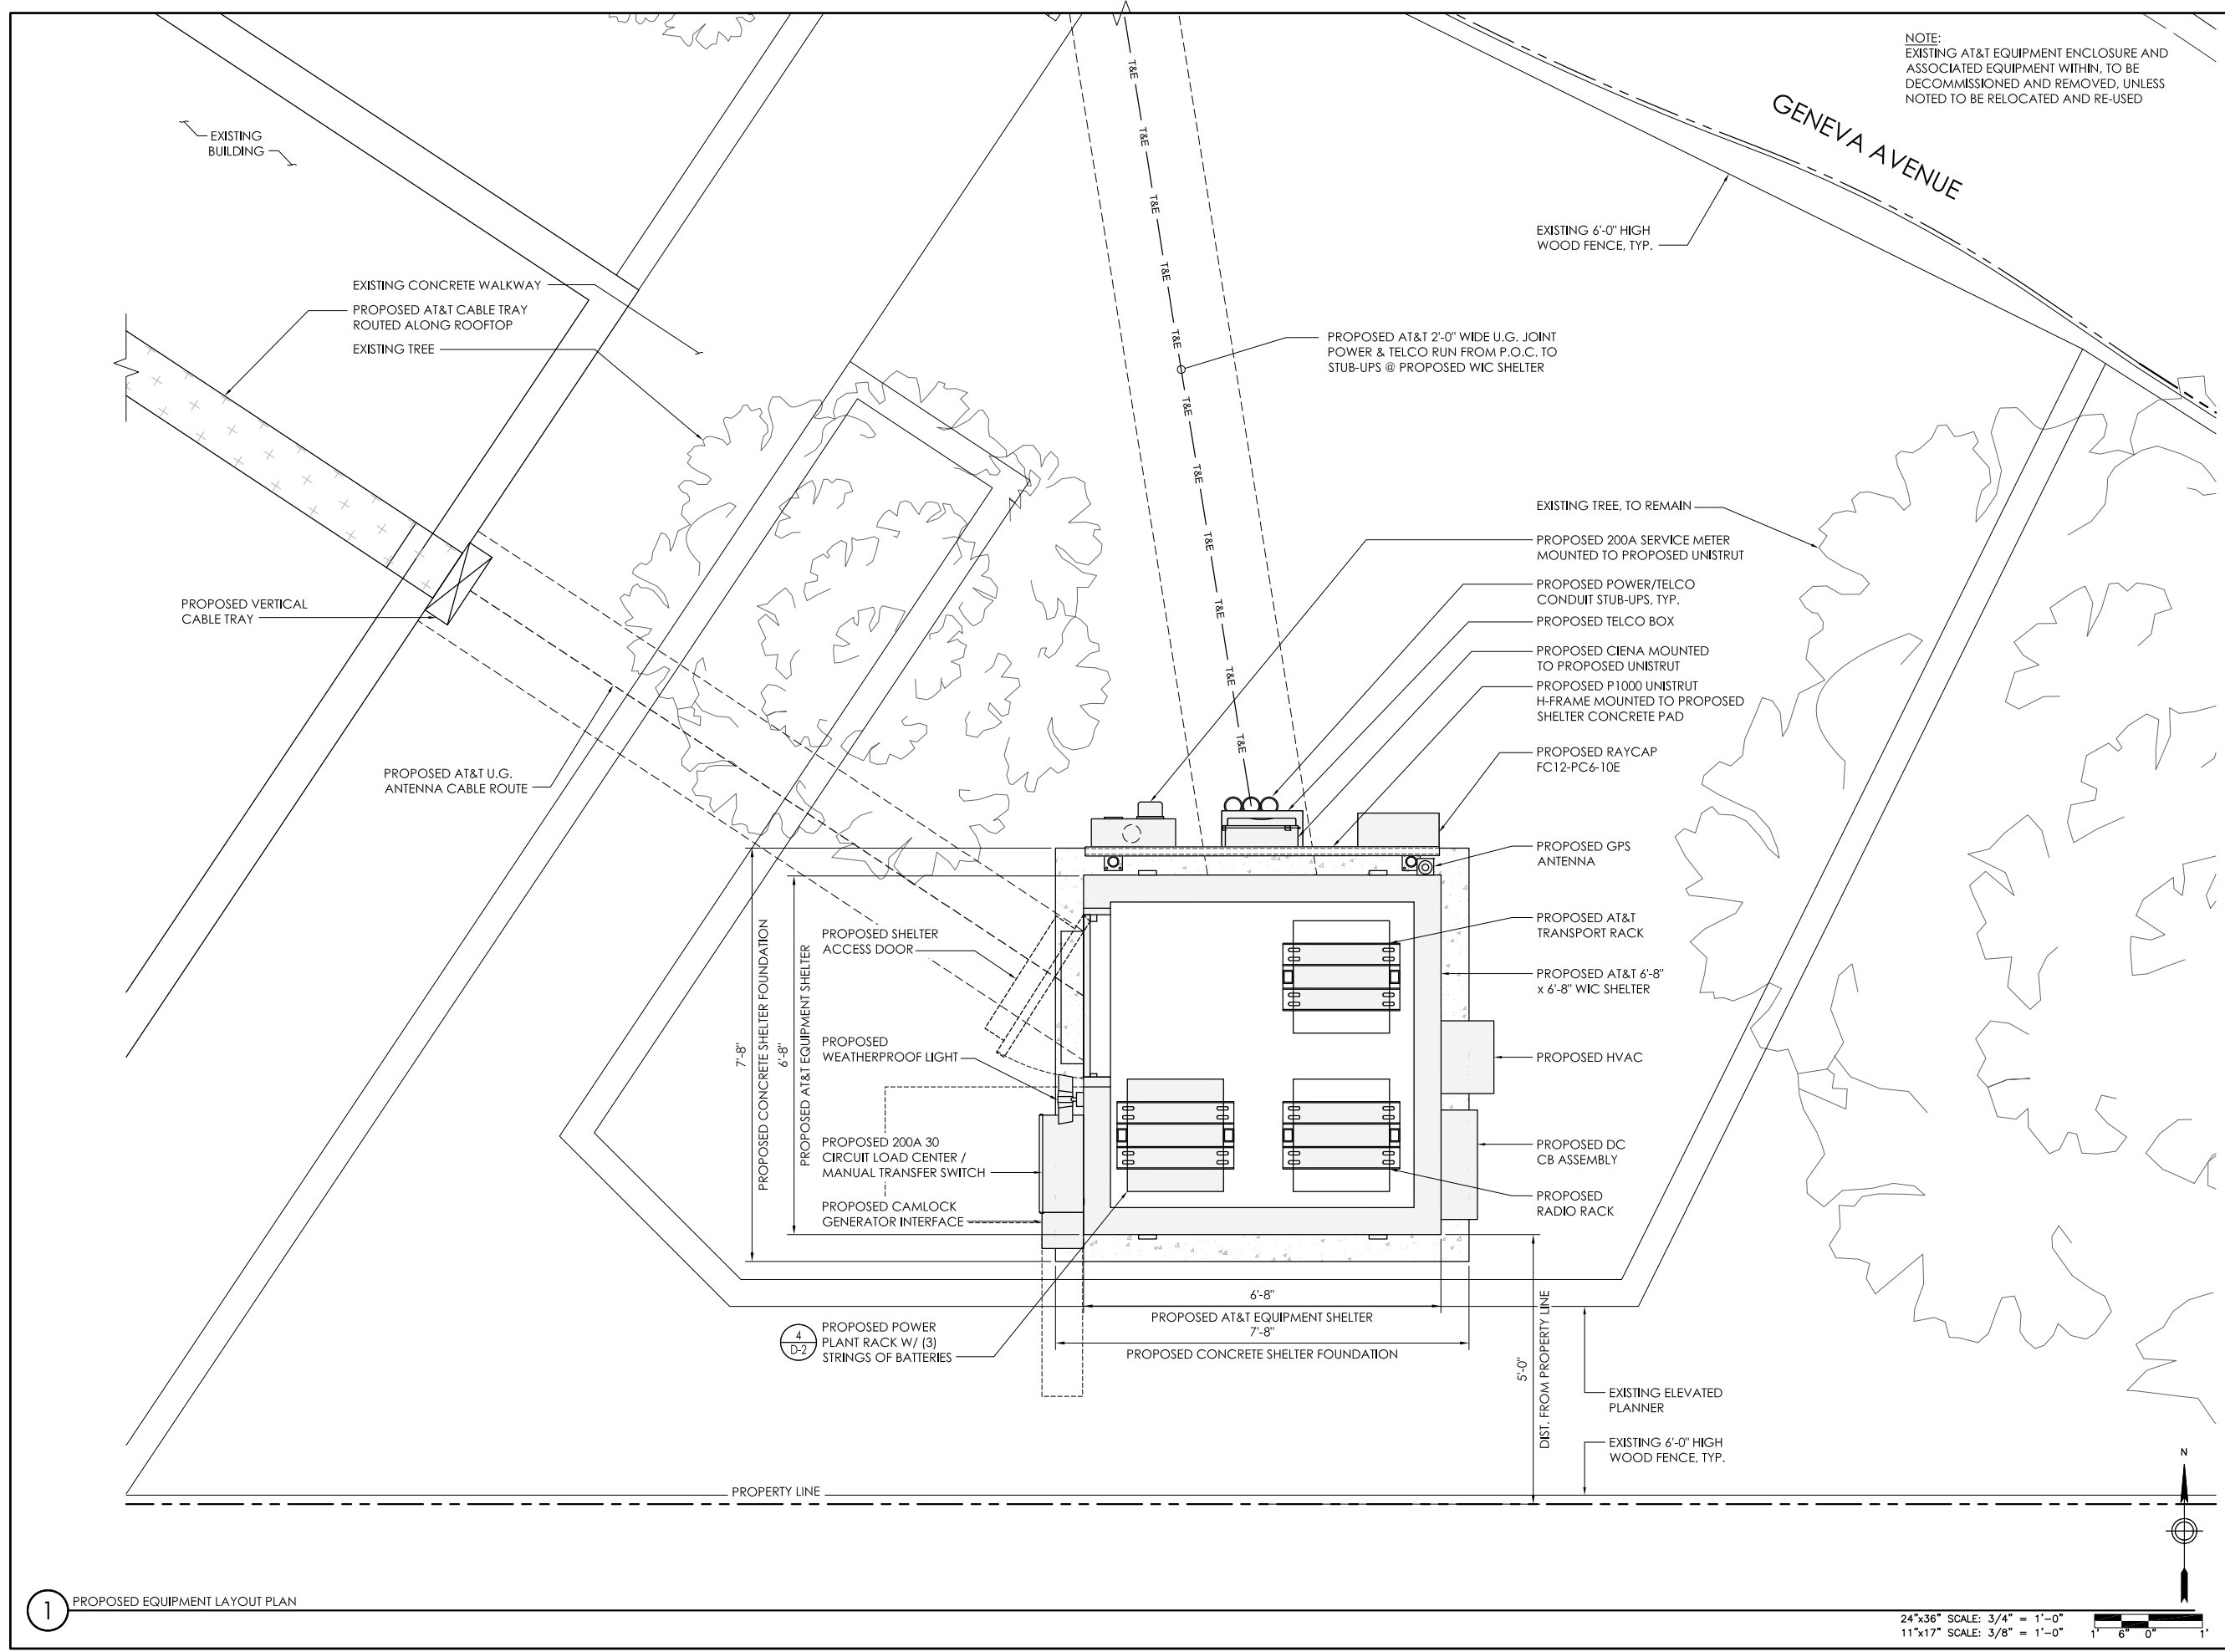 NOTE:
EXISTING AT&T EQUIPMENT ENCLOSURE AND
ASSOCIATED EQUIPMENT WITHIN, TO BE
DECOMMISSIONED AND REMOVED, UNLESS
NOTED TO BE RELOCATED AND RE-USED
GENEVA AVENUE
EXISTING
BUILDING
EXISTING 6'-0" HIGH
WOOD FENCE, TYP.
EXISTING CONCRETE WALKWAY
PROPOSED AT&T CABLE TRAY
ROUTED ALONG ROOFTOP
EXISTING TREE
T&E
T&E
T&E
T&E
T&E
T&E
T&E
T&E
T&E
T&E
T&E
PROPOSED AT&T 2'-0" WIDE U.G. JOINT
POWER & TELCO RUN FROM P.O.C. TO
STUB-UPS @ PROPOSED WIC SHELTER
EXISTING TREE, TO REMAIN
PROPOSED 200A SERVICE METER
MOUNTED TO PROPOSED UNISTRUT
PROPOSED POWER/TELCO
CONDUIT STUB-UPS, TYP.
PROPOSED TELCO BOX
PROPOSED CIENA MOUNTED
TO PROPOSED UNISTRUT
PROPOSED P1000 UNISTRUT
H-FRAME MOUNTED TO PROPOSED
SHELTER CONCRETE PAD
PROPOSED RAYCAP
FC12-PC6-10E
PROPOSED GPS
ANTENNA
PROPOSED AT&T
TRANSPORT RACK
PROPOSED AT&T 6'-8"
x 6'-8" WIC SHELTER
PROPOSED HVAC
PROPOSED DC
CB ASSEMBLY
PROPOSED
RADIO RACK
PROPOSED VERTICAL
CABLE TRAY
PROPOSED AT&T U.G.
ANTENNA CABLE ROUTE
PROPOSED SHELTER
ACCESS DOOR
PROPOSED
WEATHERPROOF LIGHT
PROPOSED 200A 30
CIRCUIT LOAD CENTER /
MANUAL TRANSFER SWITCH
PROPOSED CAMLOCK
GENERATOR INTERFACE
7'-8"
PROPOSED CONCRETE SHELTER FOUNDATION
6'-8"
PROPOSED AT&T EQUIPMENT SHELTER
6'-8"
PROPOSED AT&T EQUIPMENT SHELTER
7'-8"
PROPOSED CONCRETE SHELTER FOUNDATION
4
D-2
PROPOSED POWER
PLANT RACK W/ (3)
STRINGS OF BATTERIES
5'-0"
DIST. FROM PROPERTY LINE
EXISTING ELEVATED
PLANNER
EXISTING 6'-0" HIGH
WOOD FENCE, TYP.
PROPERTY LINE
N
1
PROPOSED EQUIPMENT LAYOUT PLAN
24"x36" SCALE: 3/4" = 1'-0"
11"x17" SCALE: 3/8" = 1'-0"
1' 6" 0" 1'